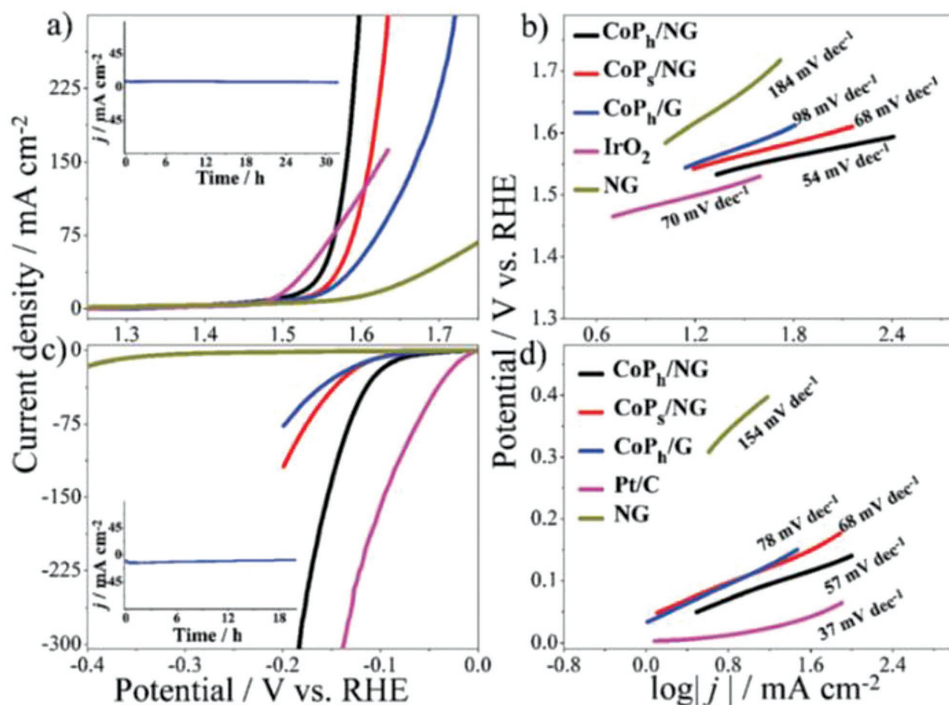 a)
Current density / mA cm-2
225
150
75
0
1.3 1.4 1.5 1.6 1.7
j / mA cm-2
45
0
-45
0 6 12 18 24 30
Time / h
b)
CoPh/NG
CoPs/NG
CoPh/G
IrO2
NG
Potential / V vs. RHE
1.7
1.6
1.5
1.4
1.3
0.6 1.2 1.8 2.4
184 mV dec-1
98 mV dec-1
68 mV dec-1
54 mV dec-1
70 mV dec-1
c)
0
-75
-150
-225
-300
-0.4 -0.3 -0.2 -0.1 0.0
Potential / V vs. RHE
j / mA cm-2
45
0
-45
0 6 12 18
Time / h
d)
CoPh/NG
CoPs/NG
CoPh/G
Pt/C
NG
0.4
0.3
0.2
0.1
0.0
-0.8 0.0 0.8 1.6 2.4
log|j| / mA cm-2
154 mV dec-1
78 mV dec-1
68 mV dec-1
57 mV dec-1
37 mV dec-1